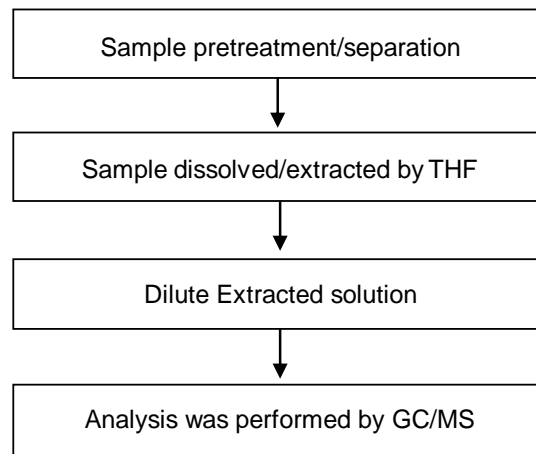 Sample pretreatment/separation
Sample dissolved/extracted by THF
Dilute Extracted solution
Analysis was performed by GC/MS